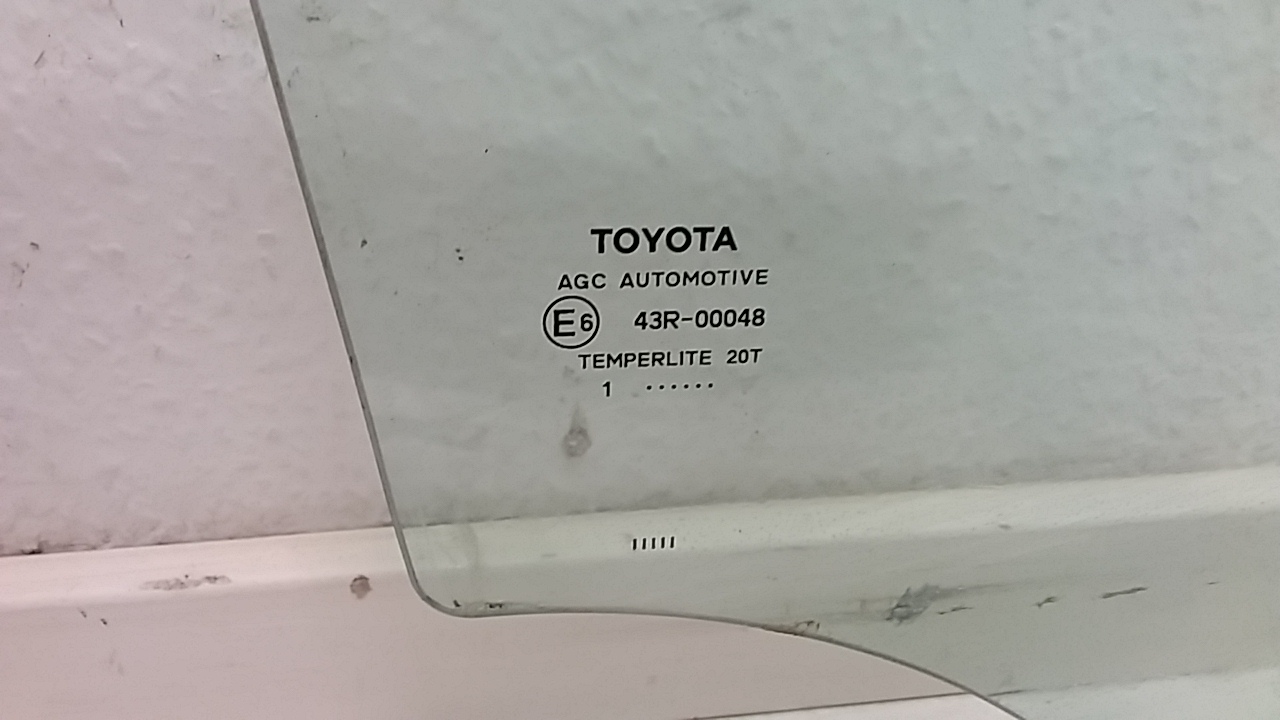 TOYOTA
AGC AUTOMOTIVE
E6 43R-00048
TEMPERLITE 20T
1 ......